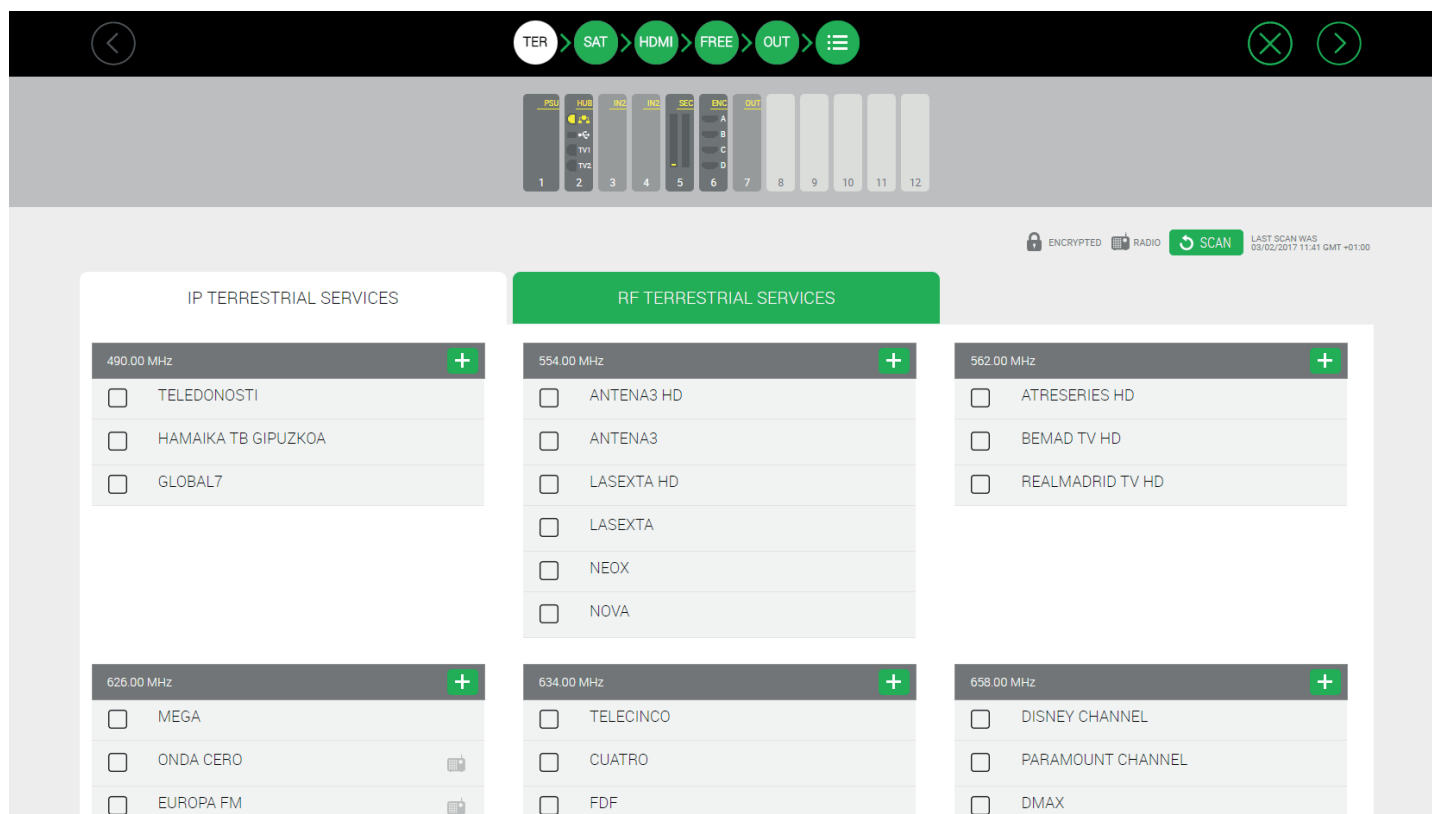 TER
SAT
HDMI
FREE
OUT
PSU HUB IN2 IN2 SEC ENC OUT
A
B
TV1 C
TV2 D
1 2 3 4 5 6 7 8 9 10 11 12
ENCRYPTED RADIO SCAN LAST SCAN WAS
03/02/2017 11:41 GMT +01:00
IP TERRESTRIAL SERVICES
RF TERRESTRIAL SERVICES
490.00 MHz
TELEDONOSTI
HAMAIKA TB GIPUZKOA
GLOBAL7
554.00 MHz
ANTENA3 HD
ANTENA3
LASEXTA HD
LASEXTA
NEOX
NOVA
562.00 MHz
ATRESERIES HD
BEMAD TV HD
REALMADRID TV HD
626.00 MHz
MEGA
ONDA CERO
EUROPA FM
634.00 MHz
TELECINCO
CUATRO
FDF
658.00 MHz
DISNEY CHANNEL
PARAMOUNT CHANNEL
DMAX